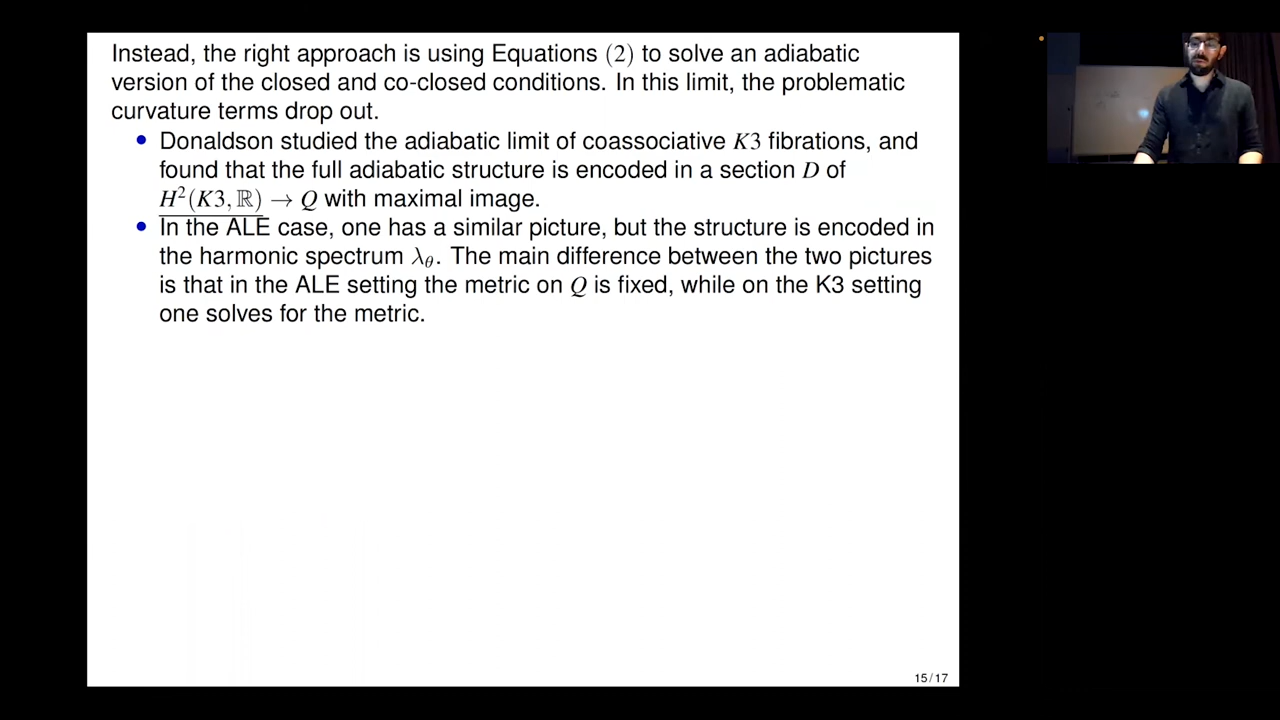 Instead, the right approach is using Equations (2) to solve an adiabatic
version of the closed and co-closed conditions. In this limit, the problematic
curvature terms drop out.
• Donaldson studied the adiabatic limit of coassociative K3 fibrations, and
found that the full adiabatic structure is encoded in a section D of
H²(K3, ℝ) → Q with maximal image.
• In the ALE case, one has a similar picture, but the structure is encoded in
the harmonic spectrum λ_θ. The main difference between the two pictures
is that in the ALE setting the metric on Q is fixed, while on the K3 setting
one solves for the metric.
15 / 17